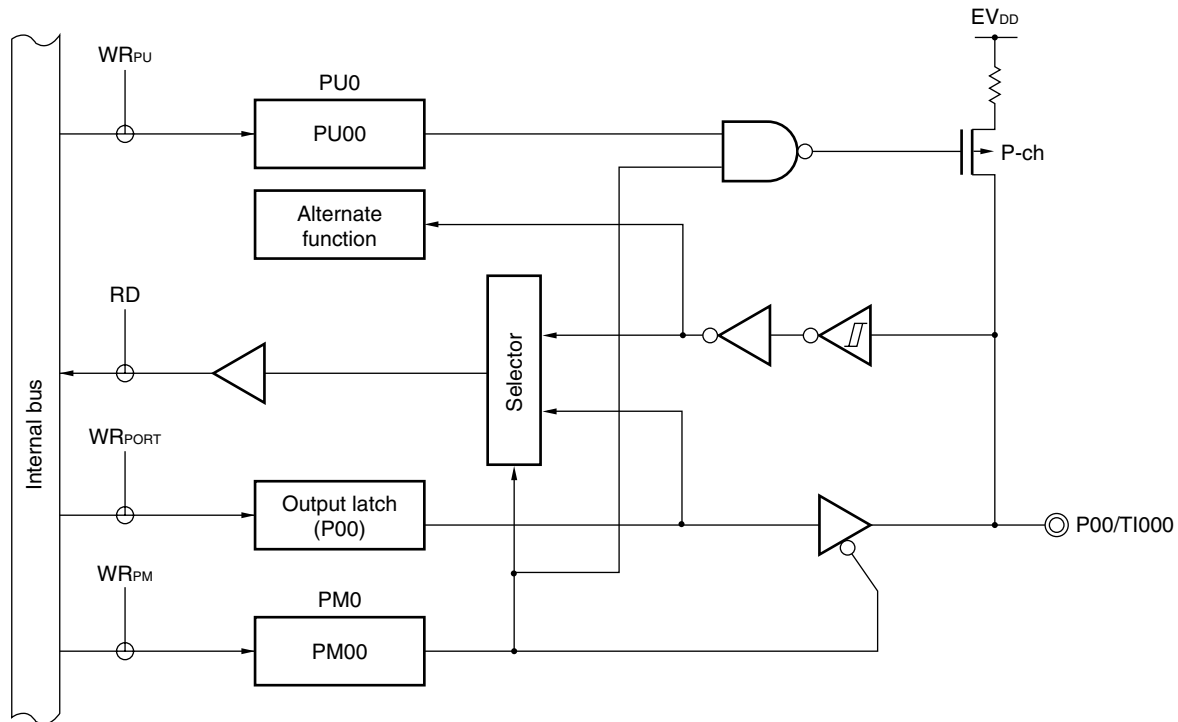 EVDD
WRPU
PU0
PU00
P-ch
Alternate
function
RD
Selector
Internal bus
WRPORT
Output latch
(P00)
P00/TI000
WRPM
PM0
PM00